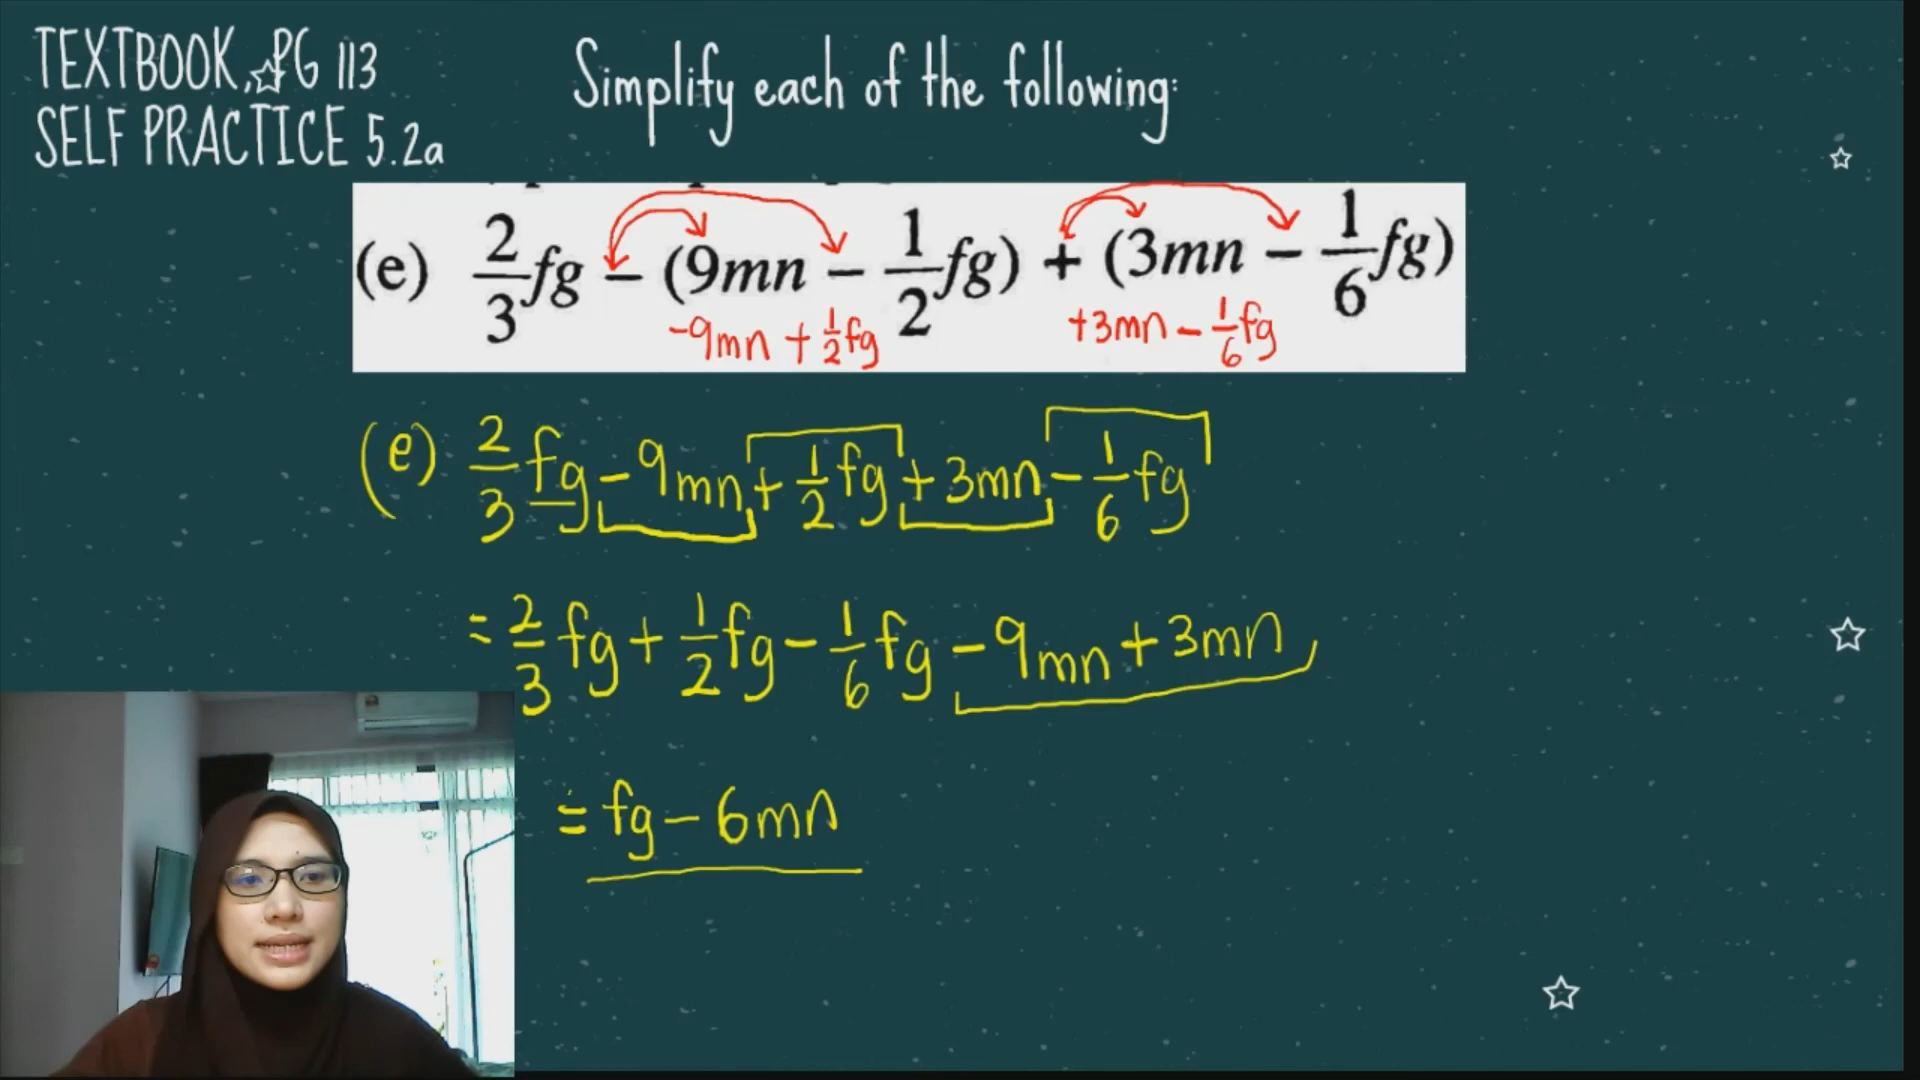 TEXTBOOK, PG 113
SELF PRACTICE 5.2a
Simplify each of the following:
(e) 2/3 fg − (9mn − 1/2 fg) + (3mn − 1/6 fg)
-9mn + 1/2 fg
+3mn - 1/6 fg
(e) 2/3 fg - 9mn + 1/2 fg + 3mn - 1/6 fg
= 2/3 fg + 1/2 fg - 1/6 fg - 9mn + 3mn
= fg - 6mn